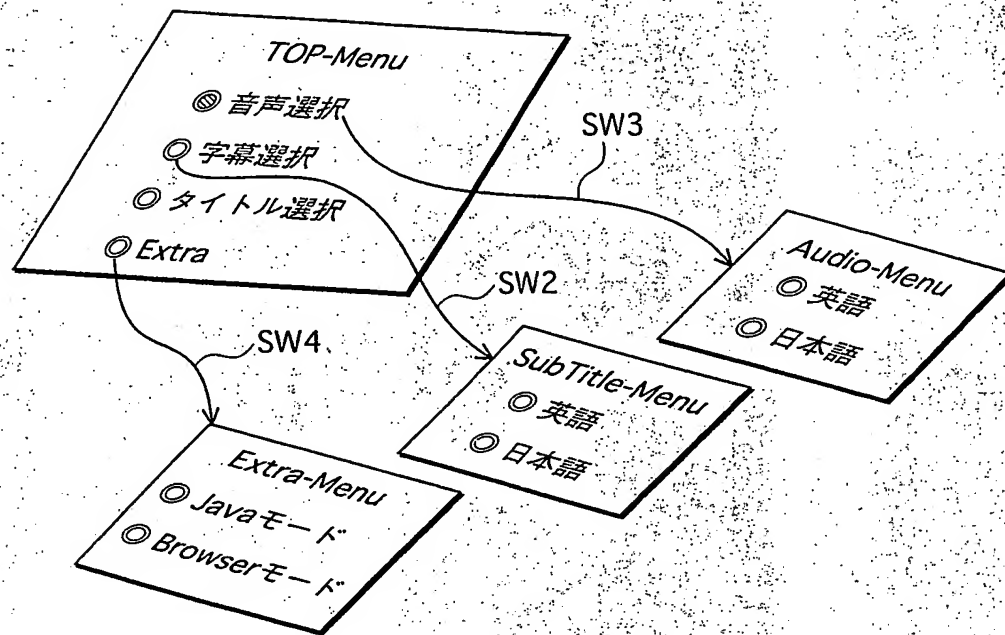 TOP-Menu
音声選択
字幕選択
タイトル選択
Extra
SW3
SW2
SW4
Audio-Menu
英語
日本語
SubTitle-Menu
英語
日本語
Extra-Menu
Javaモード
Browserモード